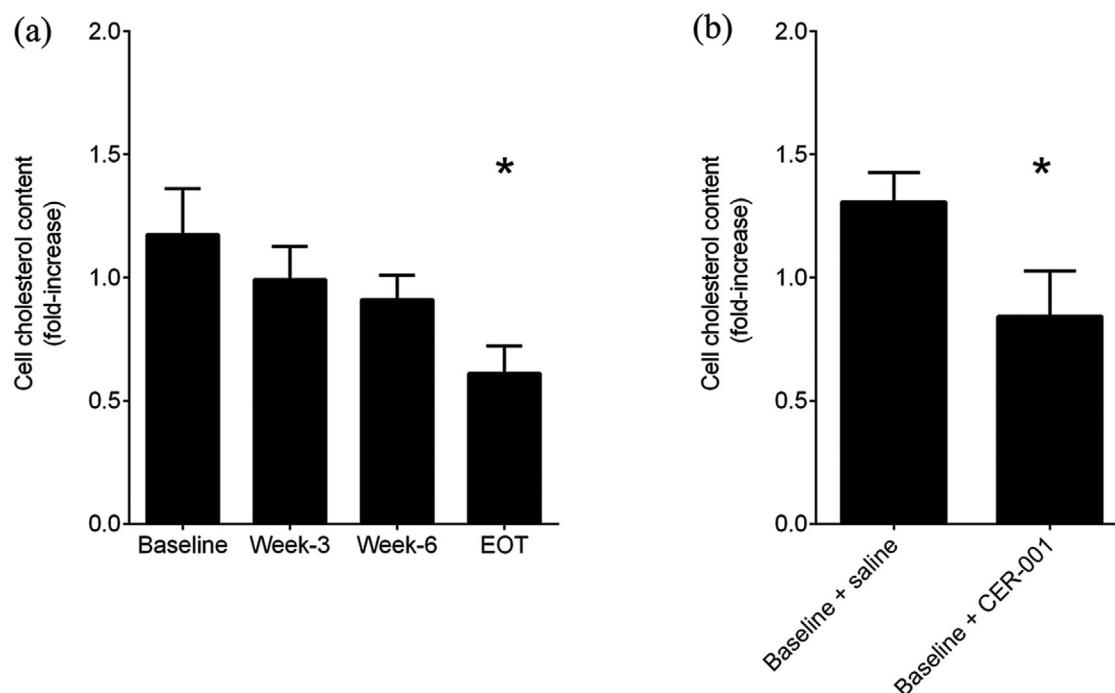 (a)
Cell cholesterol content
(fold-increase)
2.0
1.5
1.0
0.5
0.0
*
Baseline Week-3 Week-6 EOT
(b)
Cell cholesterol content
(fold-increase)
2.0
1.5
1.0
0.5
0.0
*
Baseline + saline
Baseline + CER-001